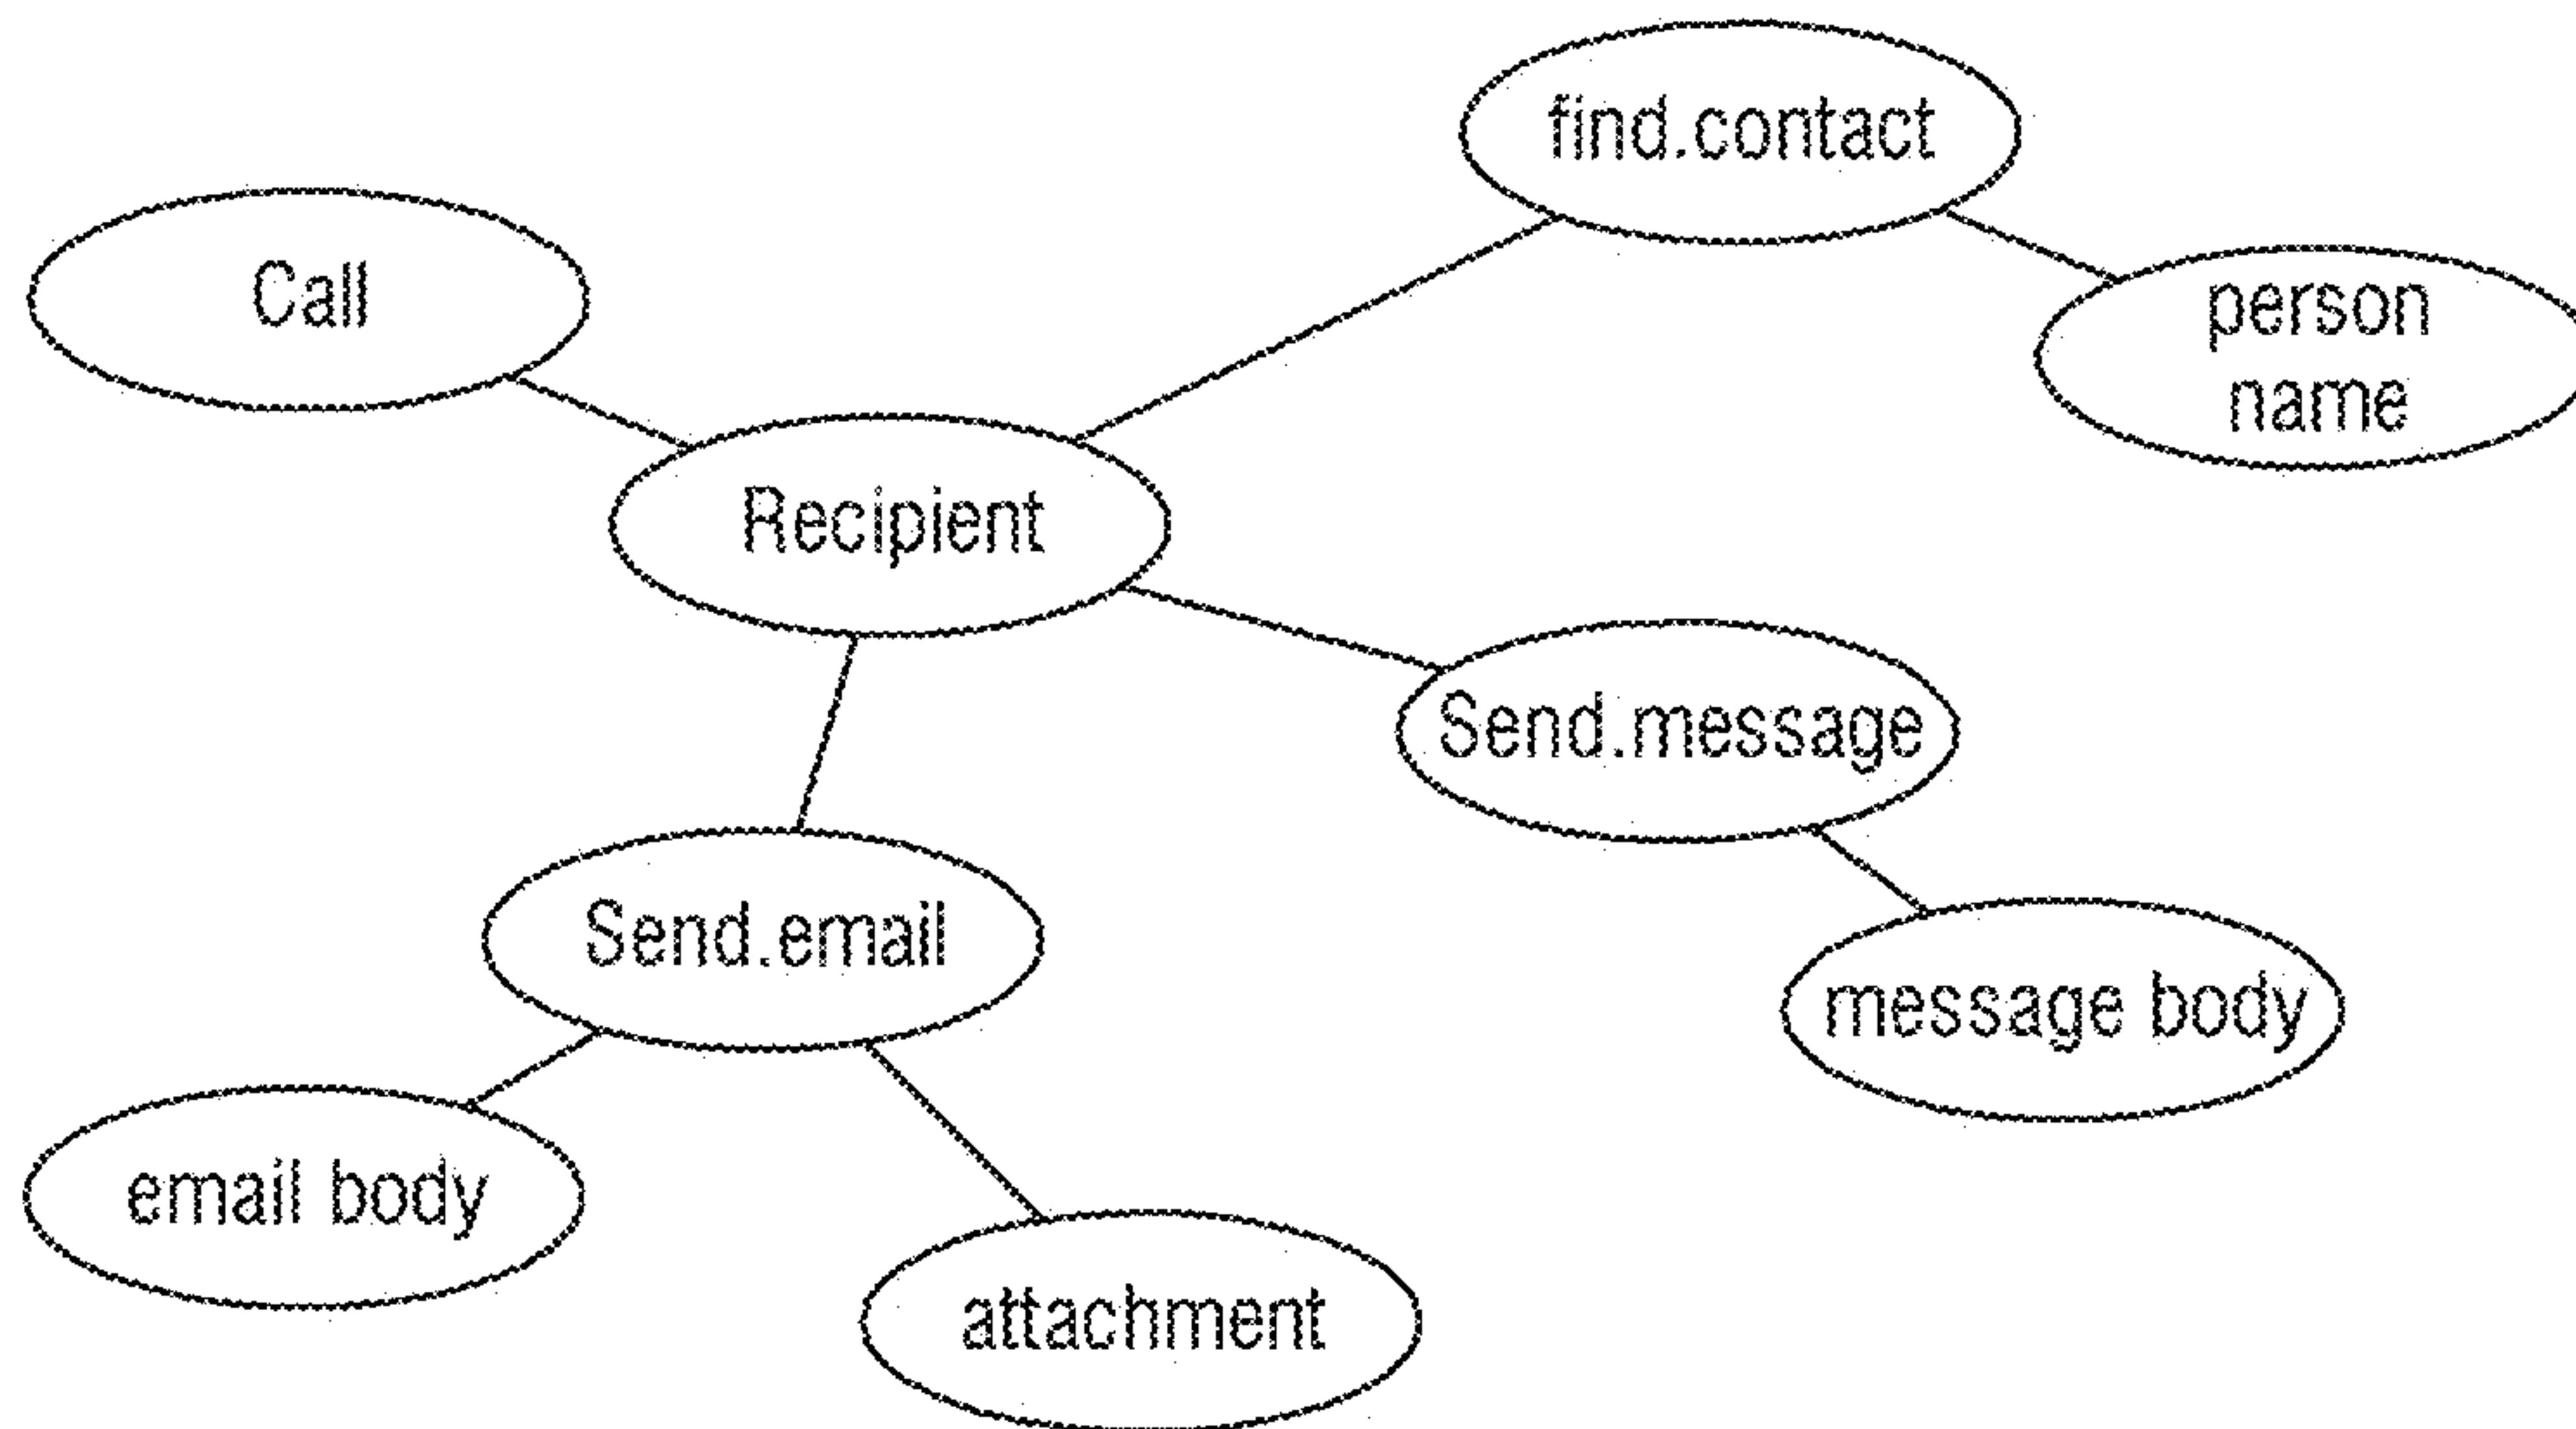 find.contact
Call
person
name
Recipient
Send.message
Send.email
message body
email body
attachment